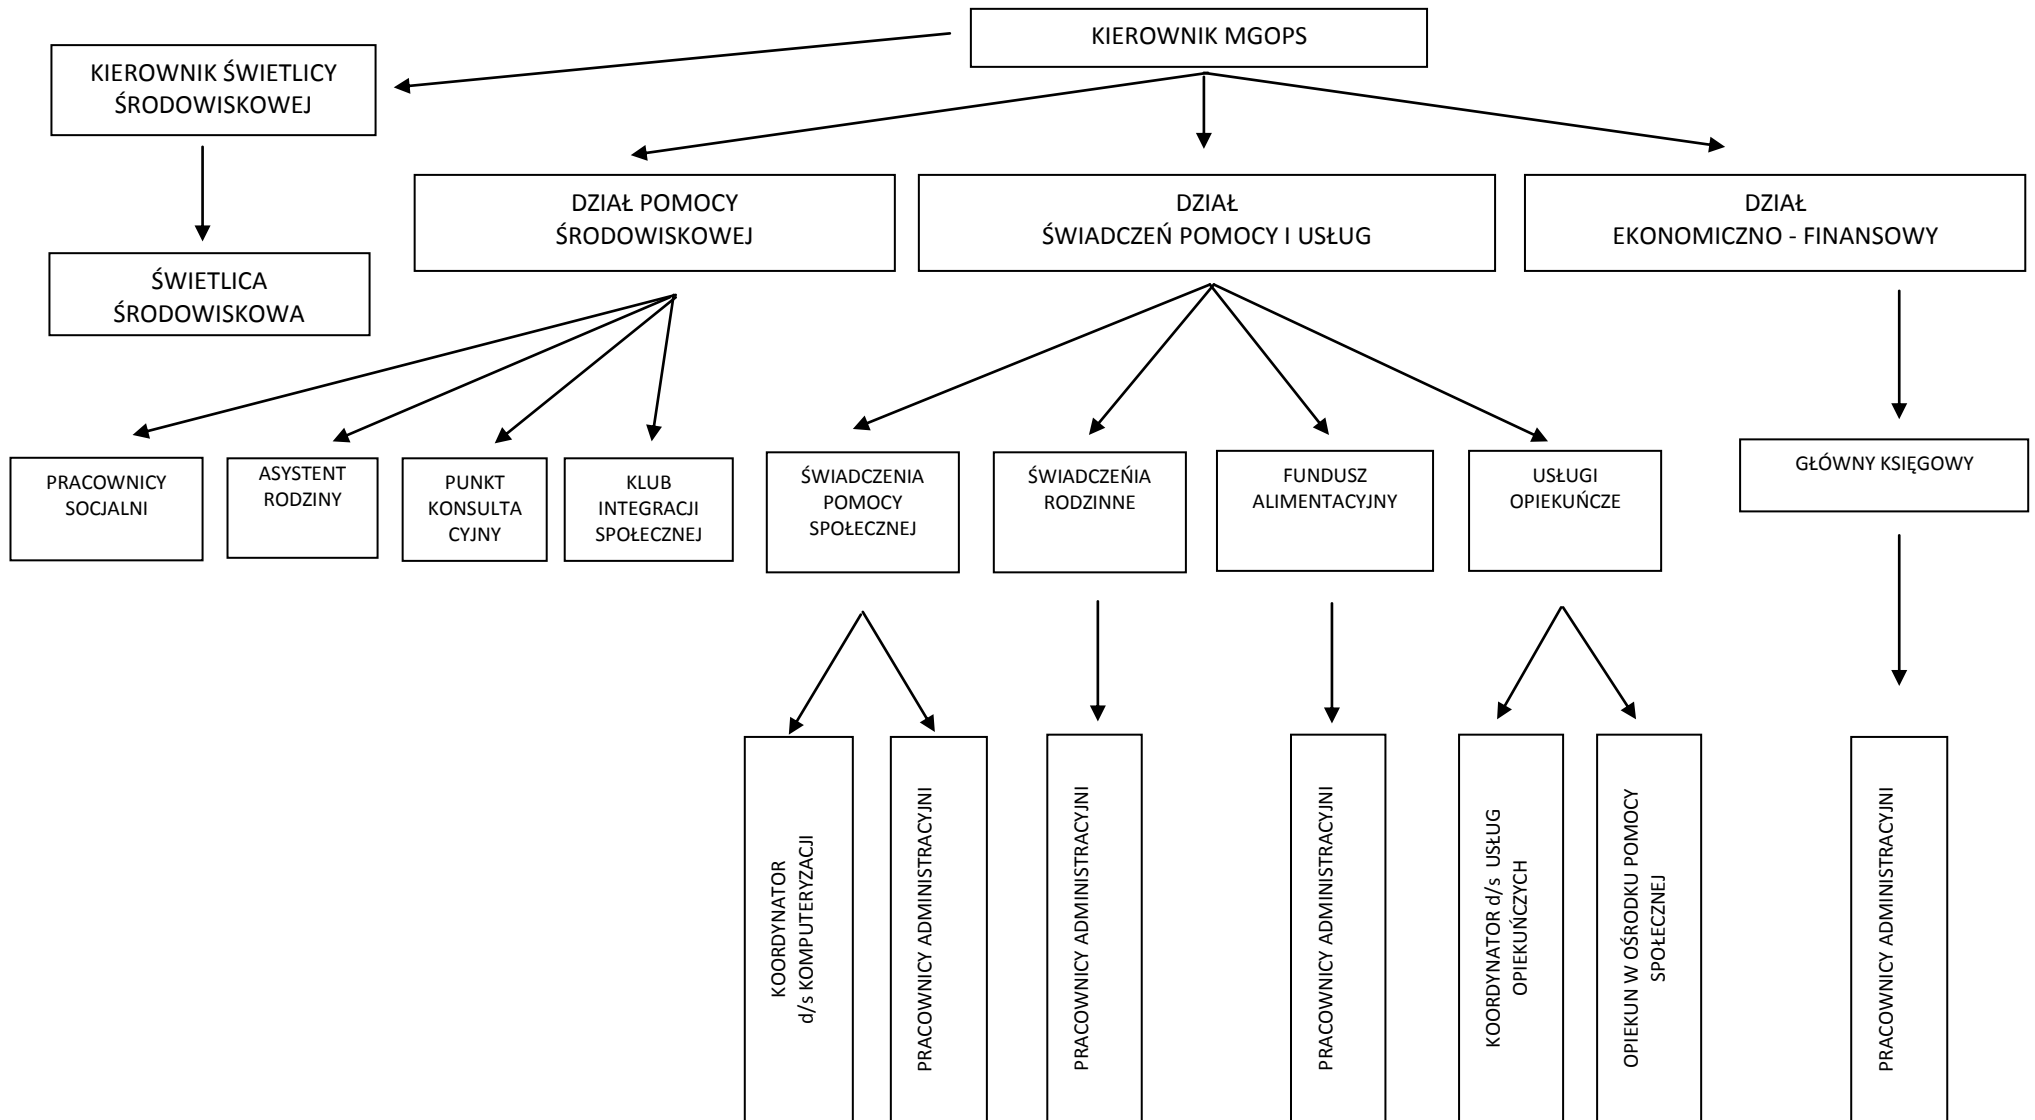 KIEROWNIK MGOPS
KIEROWNIK ŚWIETLICY
ŚRODOWISKOWEJ
DZIAŁ POMOCY
ŚRODOWISKOWEJ
DZIAŁ
ŚWIADCZEŃ POMOCY I USŁUG
DZIAŁ
EKONOMICZNO - FINANSOWY
ŚWIETLICA
ŚRODOWISKOWA
PRACOWNICY
SOCJALNI
ASYSTENT
RODZINY
PUNKT
KONSULTA
CYJNY
KLUB
INTEGRACJI
SPOŁECZNEJ
ŚWIADCZENIA
POMOCY
SPOŁECZNEJ
ŚWIADCZEŃIA
RODZINNE
FUNDUSZ
ALIMENTACYJNY
USŁUGI
OPIEKUŃCZE
GŁÓWNY KSIĘGOWY
KOORDYNATOR
d/s KOMPUTERYZACJI
PRACOWNICY ADMINISTRACYJNI
PRACOWNICY ADMINISTRACYJNI
PRACOWNICY ADMINISTRACYJNI
KOORDYNATOR d/s USŁUG
OPIEKUŃCZYCH
OPIEKUN W OŚRODKU POMOCY
SPOŁECZNEJ
PRACOWNICY ADMINISTRACYJNI